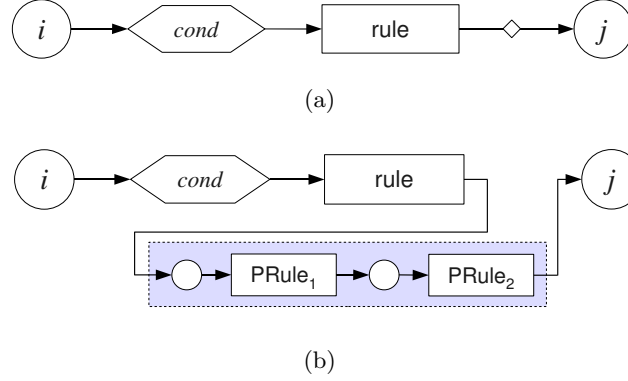 i cond rule j
(a)
i cond rule j
PRule₁ PRule₂
(b)